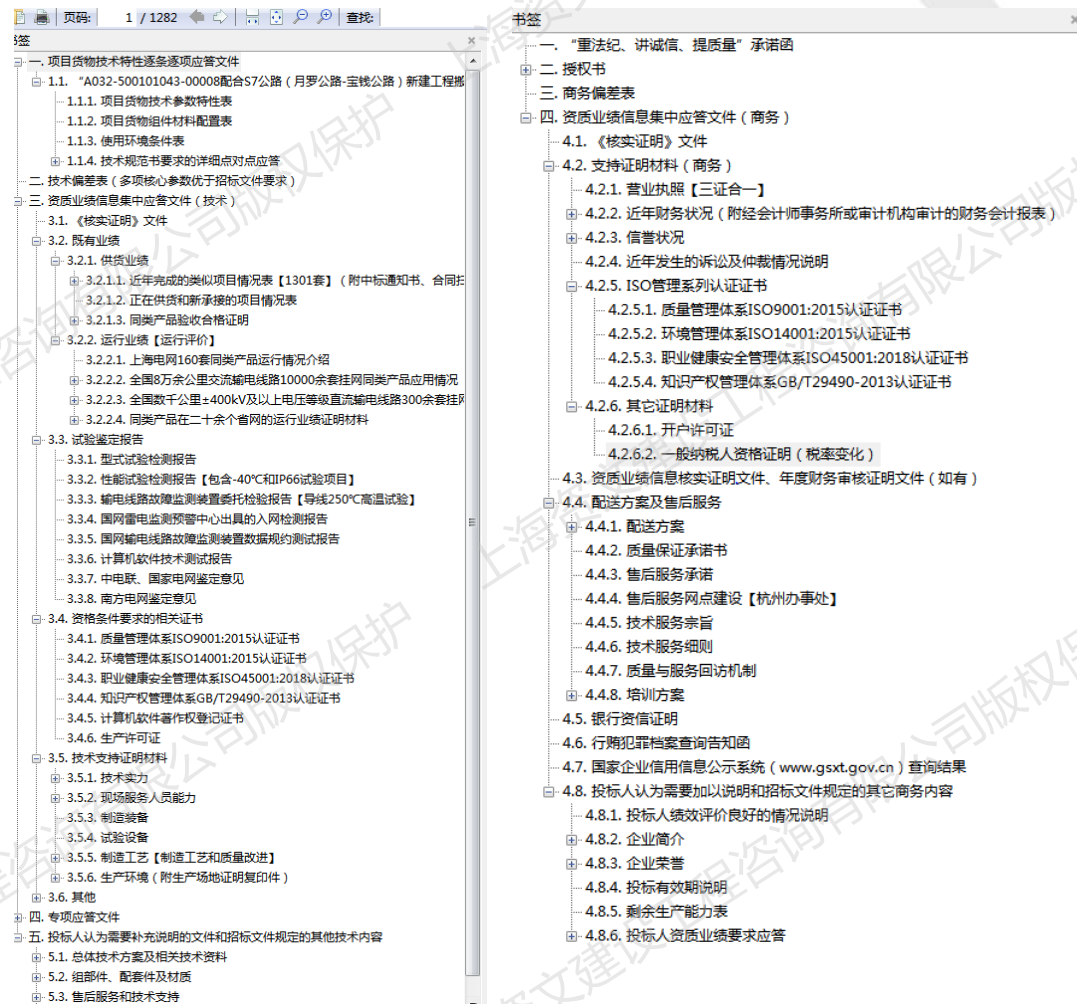 页码: 1 / 1282 查找:
签
一. 项目货物技术特性逐条逐项应答文件
1.1. “A032-500101043-00008配合S7公路（月罗公路-宝钱公路）新建工程搬
1.1.1. 项目货物技术参数特性表
1.1.2. 项目货物组件材料配置表
1.1.3. 使用环境条件表
1.1.4. 技术规范书要求的详细点对点应答
二. 技术偏差表（多项核心参数优于招标文件要求）
三. 资质业绩信息集中应答文件（技术）
3.1. 《核实证明》文件
3.2. 既有业绩
3.2.1. 供货业绩
3.2.1.1. 近年完成的类似项目情况表【1301套】（附中标通知书、合同扫
3.2.1.2. 正在供货和新承接的项目情况表
3.2.1.3. 同类产品验收合格证明
3.2.2. 运行业绩【运行评价】
3.2.2.1. 上海电网160套同类产品运行情况介绍
3.2.2.2. 全国8万余公里交流输电线路10000余套挂网同类产品应用情况
3.2.2.3. 全国数千公里±400kV及以上电压等级直流输电线路300余套挂网
3.2.2.4. 同类产品在二十余个省网的运行业绩证明材料
3.3. 试验鉴定报告
3.3.1. 型式试验检测报告
3.3.2. 性能试验检测报告【包含-40℃和IP66试验项目】
3.3.3. 输电线路故障监测装置委托检验报告【导线250℃高温试验】
3.3.4. 国网雷电监测预警中心出具的入网检测报告
3.3.5. 国网输电线路故障监测装置数据规约测试报告
3.3.6. 计算机软件技术测试报告
3.3.7. 中电联、国家电网鉴定意见
3.3.8. 南方电网鉴定意见
3.4. 资格条件要求的相关证书
3.4.1. 质量管理体系ISO9001:2015认证证书
3.4.2. 环境管理体系ISO14001:2015认证证书
3.4.3. 职业健康安全管理体系ISO45001:2018认证证书
3.4.4. 知识产权管理体系GB/T29490-2013认证证书
3.4.5. 计算机软件著作权登记证书
3.4.6. 生产许可证
3.5. 技术支持证明材料
3.5.1. 技术实力
3.5.2. 现场服务人员能力
3.5.3. 制造装备
3.5.4. 试验设备
3.5.5. 制造工艺【制造工艺和质量改进】
3.5.6. 生产环境（附生产场地证明复印件）
3.6. 其他
四. 专项应答文件
五. 投标人认为需要补充说明的文件和招标文件规定的其他技术内容
5.1. 总体技术方案及相关技术资料
5.2. 组部件、配套件及材质
5.3. 售后服务和技术支持
书签
一. “重法纪、讲诚信、提质量”承诺函
二. 授权书
三. 商务偏差表
四. 资质业绩信息集中应答文件（商务）
4.1. 《核实证明》文件
4.2. 支持证明材料（商务）
4.2.1. 营业执照【三证合一】
4.2.2. 近年财务状况（附经会计师事务所或审计机构审计的财务会计报表）
4.2.3. 信誉状况
4.2.4. 近年发生的诉讼及仲裁情况说明
4.2.5. ISO管理系列认证证书
4.2.5.1. 质量管理体系ISO9001:2015认证证书
4.2.5.2. 环境管理体系ISO14001:2015认证证书
4.2.5.3. 职业健康安全管理体系ISO45001:2018认证证书
4.2.5.4. 知识产权管理体系GB/T29490-2013认证证书
4.2.6. 其它证明材料
4.2.6.1. 开户许可证
4.2.6.2. 一般纳税人资格证明（税率变化）
4.3. 资质业绩信息核实证明文件、年度财务审核证明文件（如有）
4.4. 配送方案及售后服务
4.4.1. 配送方案
4.4.2. 质量保证承诺书
4.4.3. 售后服务承诺
4.4.4. 售后服务网点建设【杭州办事处】
4.4.5. 技术服务宗旨
4.4.6. 技术服务细则
4.4.7. 质量与服务回访机制
4.4.8. 培训方案
4.5. 银行资信证明
4.6. 行贿犯罪档案查询告知函
4.7. 国家企业信用信息公示系统（www.gsxt.gov.cn）查询结果
4.8. 投标人认为需要加以说明和招标文件规定的其它商务内容
4.8.1. 投标人绩效评价良好的情况说明
4.8.2. 企业简介
4.8.3. 企业荣誉
4.8.4. 投标有效期说明
4.8.5. 剩余生产能力表
4.8.6. 投标人资质业绩要求应答